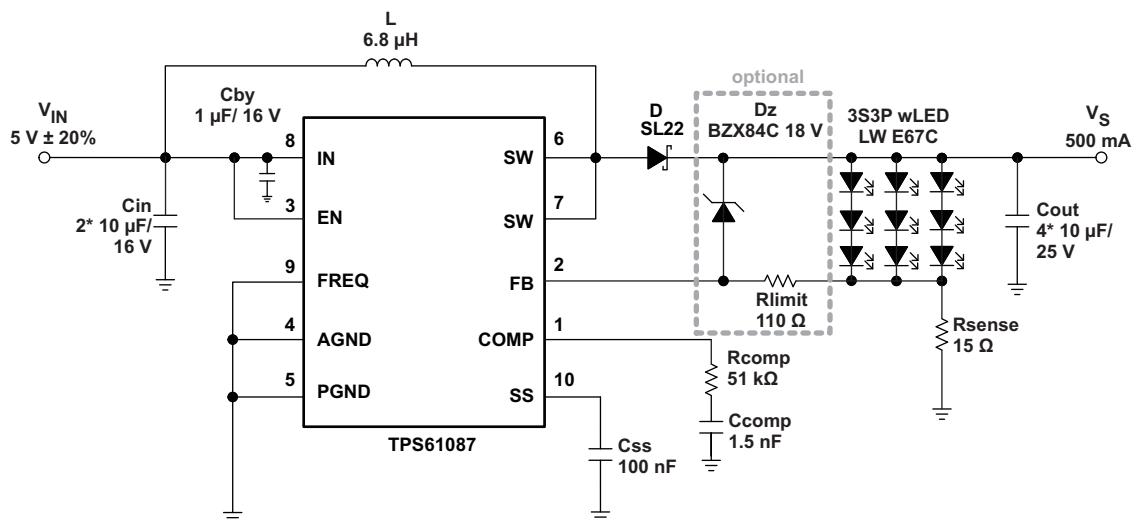 L
6.8 µH
optional
Cby
1 µF/ 16 V
VIN
5 V ± 20%
D
SL22
Dz
BZX84C 18 V
3S3P wLED
LW E67C
VS
500 mA
8
IN
6
SW
3
EN
7
SW
Cin
2* 10 µF/
16 V
Cout
4* 10 µF/
25 V
9
FREQ
2
FB
Rlimit
110 Ω
4
AGND
1
COMP
Rsense
15 Ω
Rcomp
51 kΩ
5
PGND
10
SS
Ccomp
1.5 nF
TPS61087
Css
100 nF